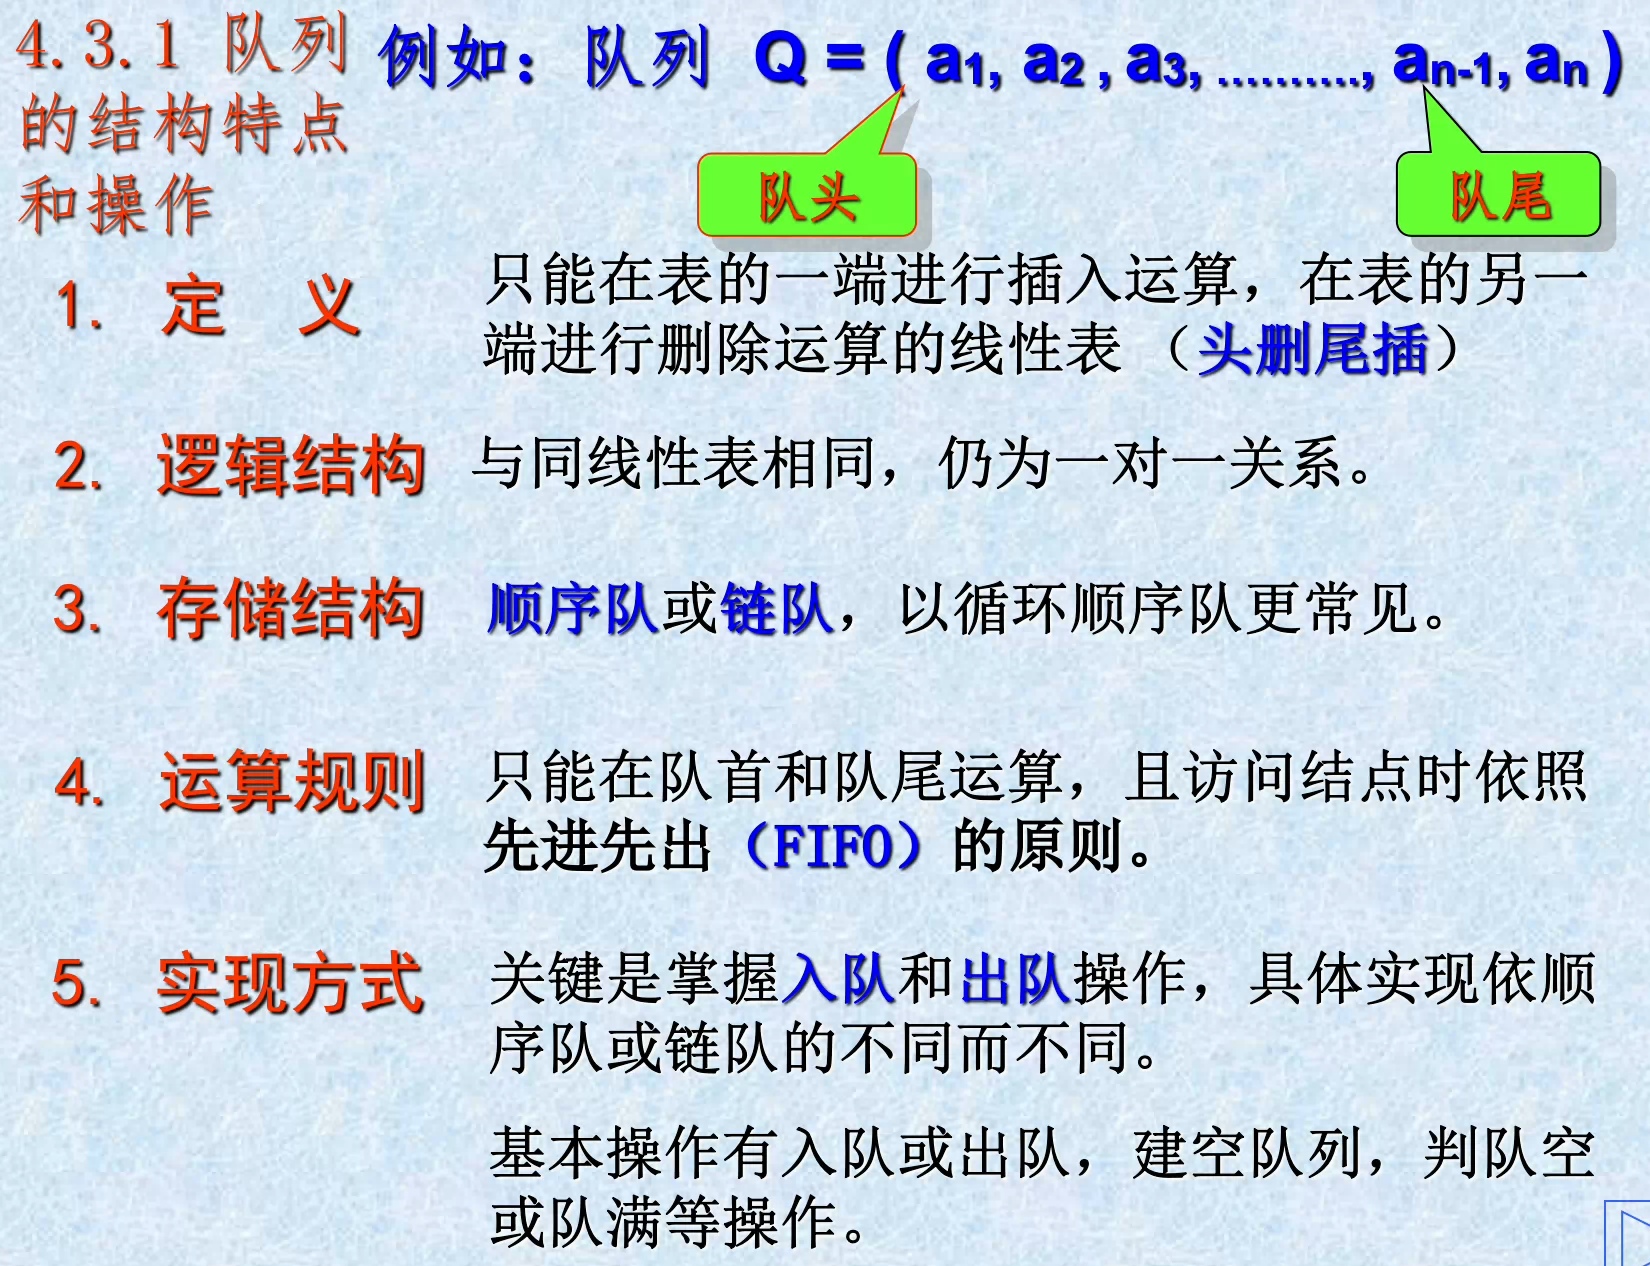 4.3.1 队列
的结构特点
和操作
例如：队列 Q = ( a1, a2 , a3, ………., an-1, an )
队头
队尾
1. 定 义
只能在表的一端进行插入运算，在表的另一
端进行删除运算的线性表 （头删尾插）
2. 逻辑结构
与同线性表相同，仍为一对一关系。
3. 存储结构
顺序队或链队，以循环顺序队更常见。
4. 运算规则
只能在队首和队尾运算，且访问结点时依照
先进先出（FIFO）的原则。
5. 实现方式
关键是掌握入队和出队操作，具体实现依顺
序队或链队的不同而不同。
基本操作有入队或出队，建空队列，判队空
或队满等操作。